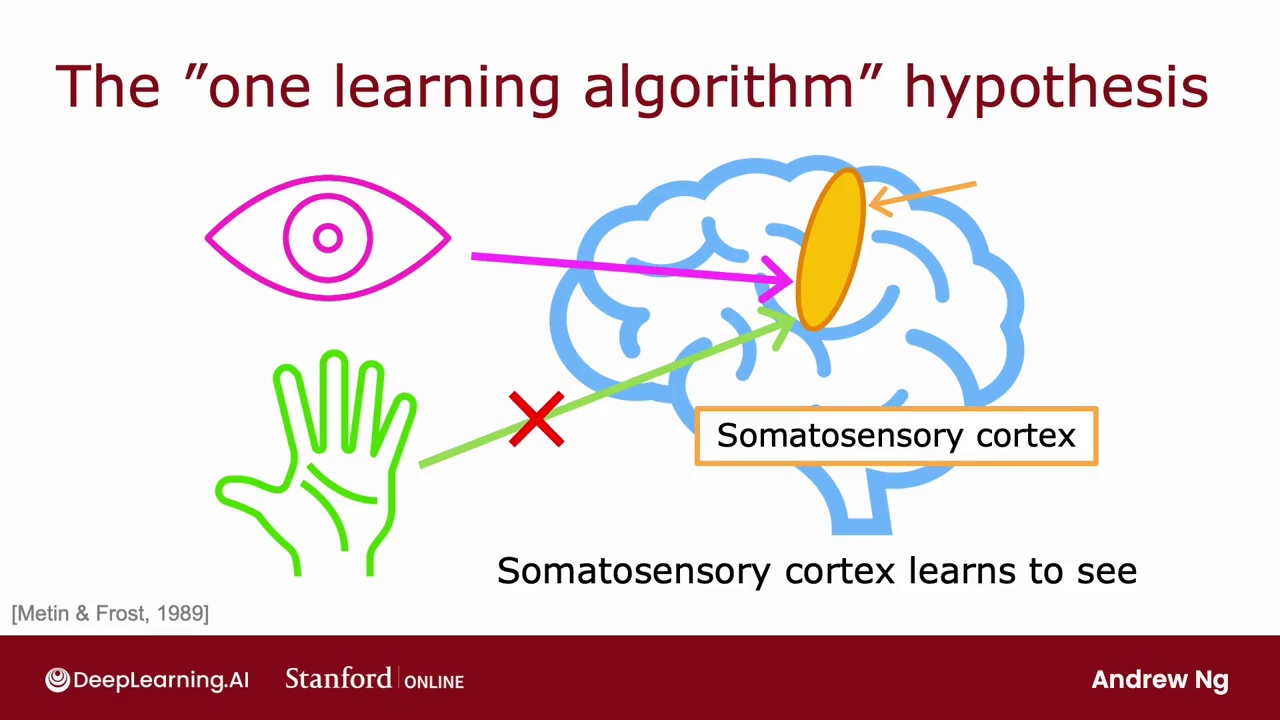 The ”one learning algorithm” hypothesis
Somatosensory cortex
Somatosensory cortex learns to see
[Metin & Frost, 1989]
DeepLearning.AI
Stanford | ONLINE
Andrew Ng